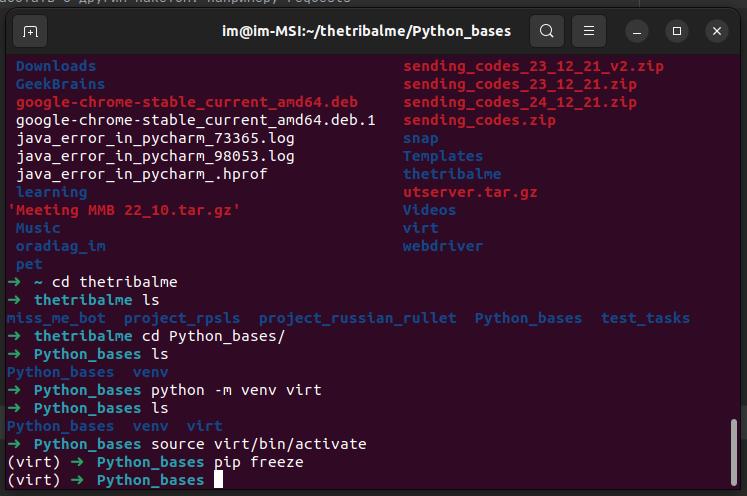 im@im-MSI:~/thetribalme/Python_bases
Downloads sending_codes_23_12_21_v2.zip
GeekBrains sending_codes_23_12_21.zip
google-chrome-stable_current_amd64.deb sending_codes_24_12_21.zip
google-chrome-stable_current_amd64.deb.1 sending_codes.zip
java_error_in_pycharm_73365.log snap
java_error_in_pycharm_98053.log Templates
java_error_in_pycharm_.hprof thetribalme
learning utserver.tar.gz
'Meeting MMB 22_10.tar.gz' Videos
Music virt
oradiag_im webdriver
pet
➜ ~ cd thetribalme
➜ thetribalme ls
miss_me_bot project_rpsls project_russian_rullet Python_bases test_tasks
➜ thetribalme cd Python_bases/
➜ Python_bases ls
Python_bases venv
➜ Python_bases python -m venv virt
➜ Python_bases ls
Python_bases venv virt
➜ Python_bases source virt/bin/activate
(virt) ➜ Python_bases pip freeze
(virt) ➜ Python_bases